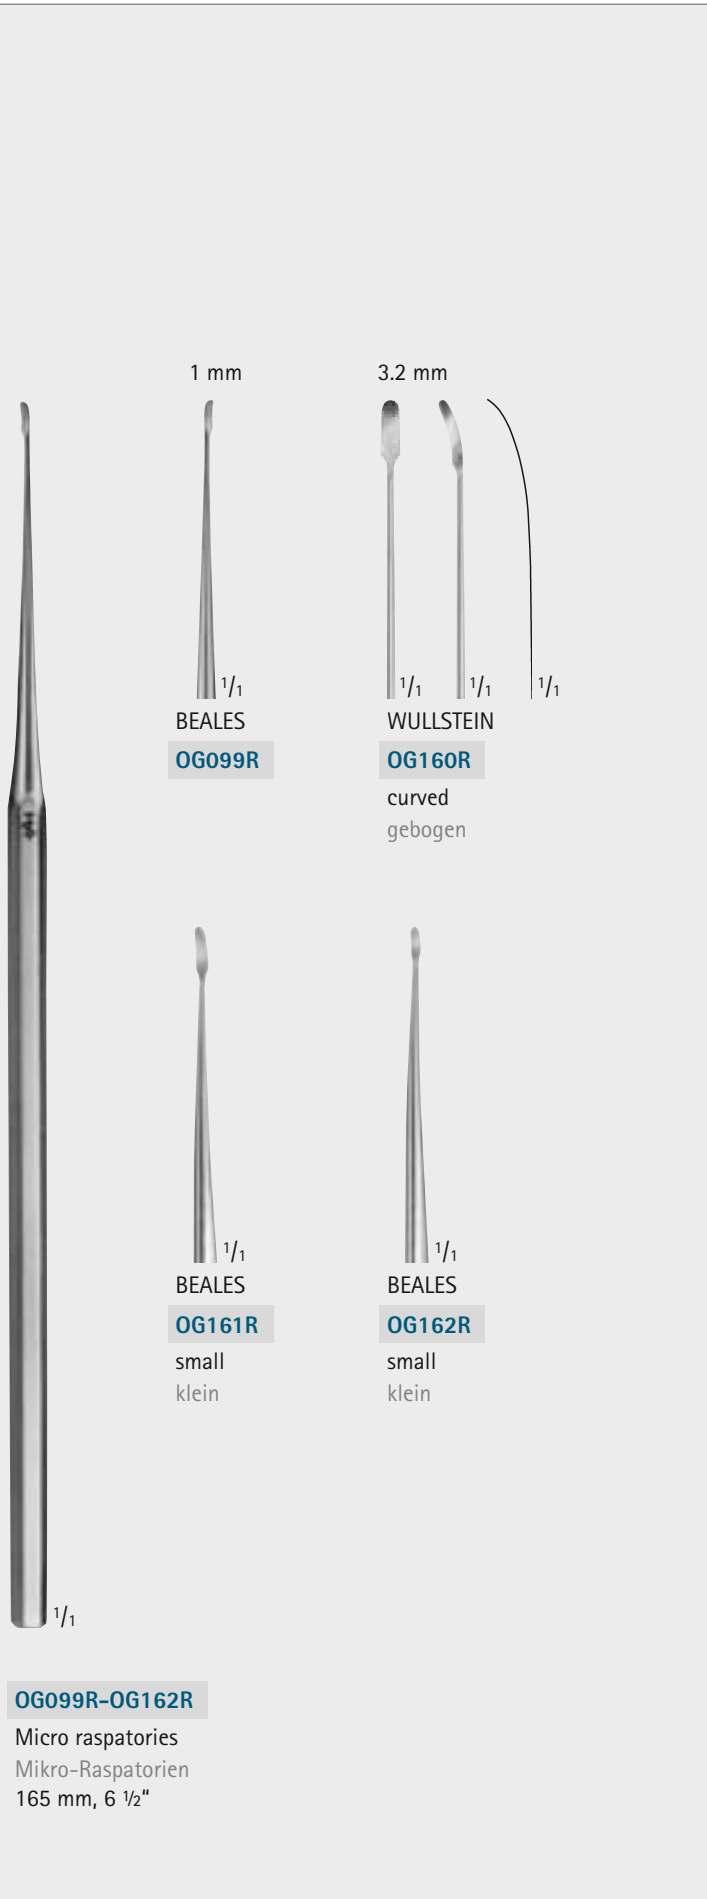 1 mm
3.2 mm
1/1
1/1
1/1
1/1
BEALES
WULLSTEIN
OG099R
OG160R
curved
gebogen
1/1
1/1
BEALES
BEALES
OG161R
OG162R
small
small
klein
klein
1/1
OG099R–OG162R
Micro raspatories
Mikro-Raspatorien
165 mm, 6 ½“